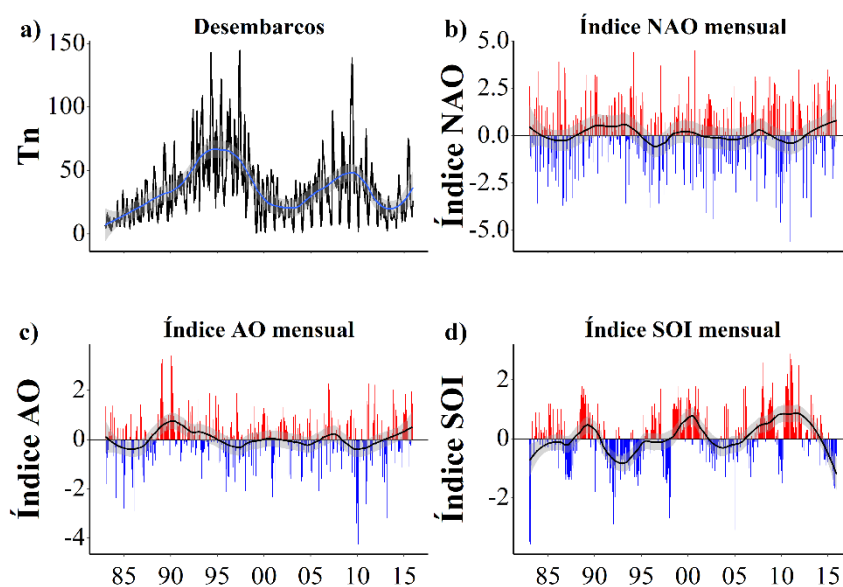 a) Desembarcos
Tn
150
100
50
0
b) Índice NAO mensual
Índice NAO
5.0
2.5
0.0
-2.5
-5.0
c) Índice AO mensual
Índice AO
2
0
-2
-4
85 90 95 00 05 10 15
d) Índice SOI mensual
Índice SOI
2
0
-2
85 90 95 00 05 10 15